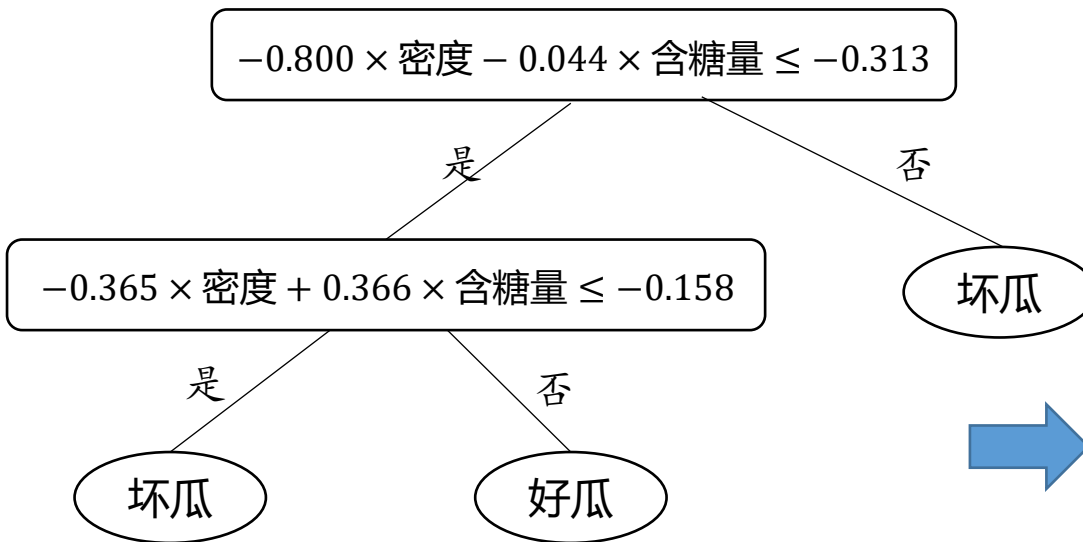 −0.800 × 密度 − 0.044 × 含糖量 ≤ −0.313
是
否
−0.365 × 密度 + 0.366 × 含糖量 ≤ −0.158
坏瓜
是
否
坏瓜
好瓜